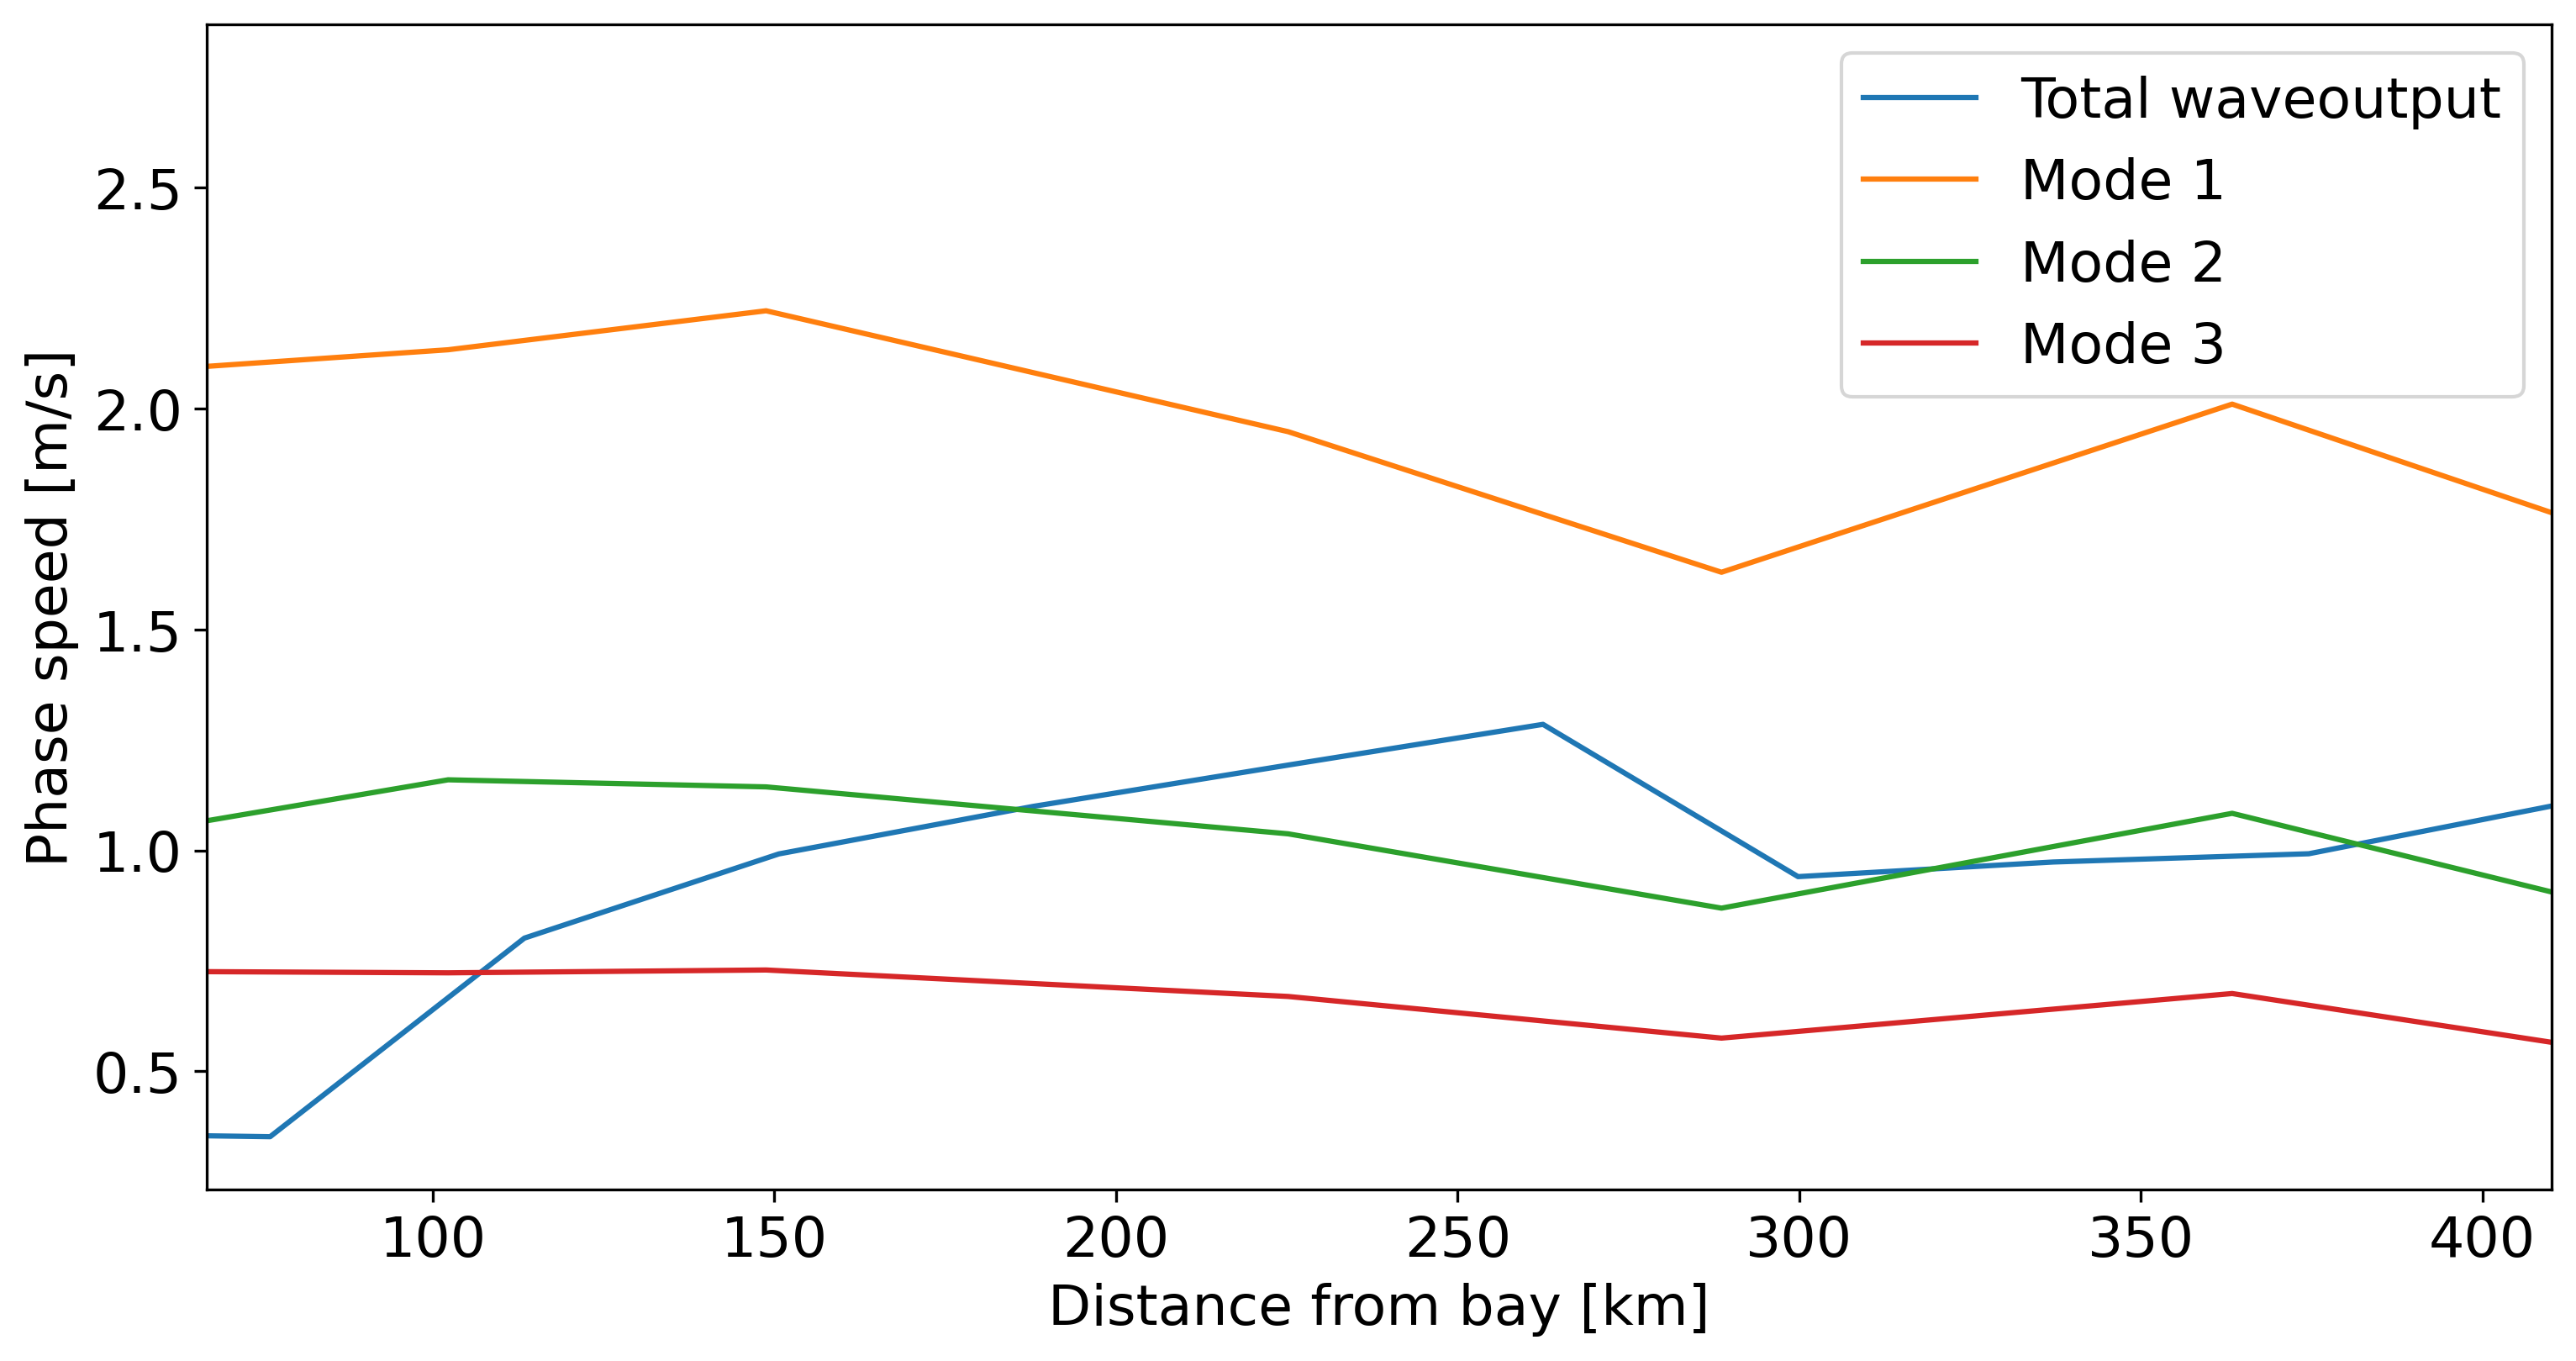 Total waveoutput
Mode 1
Mode 2
Mode 3
Phase speed [m/s]
2.5
2.0
1.5
1.0
0.5
100 150 200 250 300 350 400
Distance from bay [km]